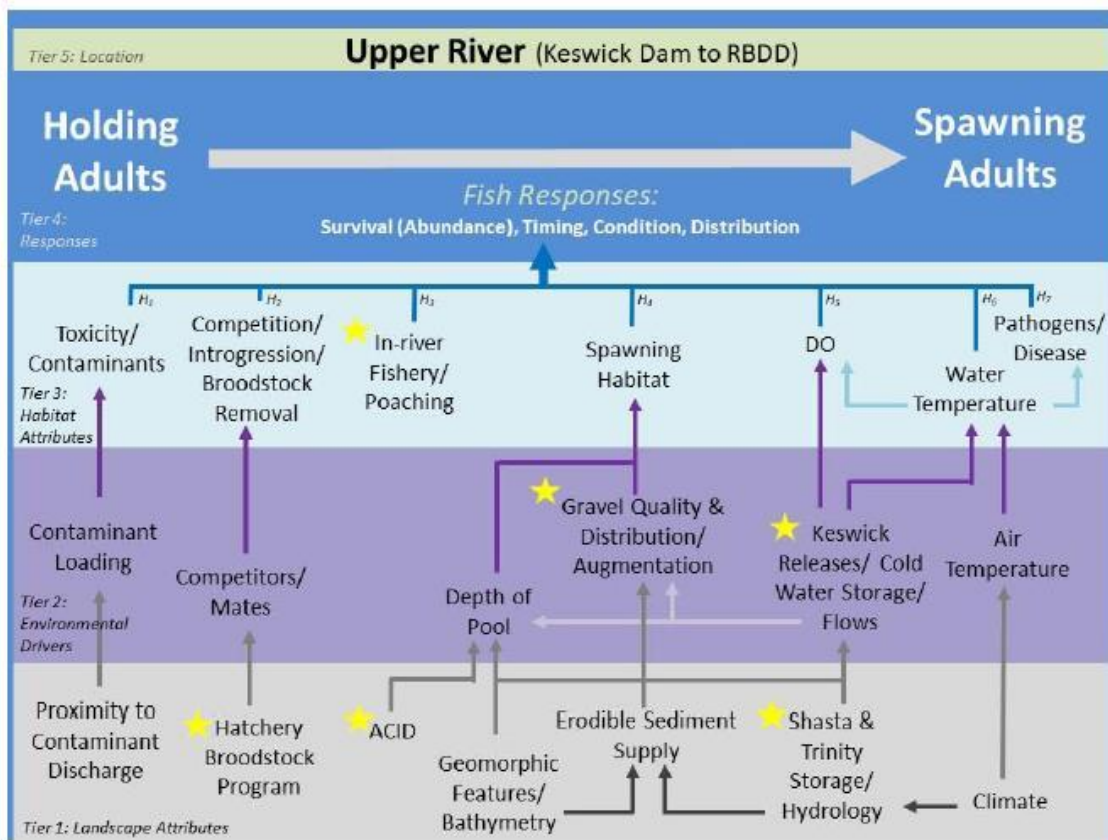 Tier 5: Location
Upper River (Keswick Dam to RBDD)
Holding
Adults
Spawning
Adults
Fish Responses:
Survival (Abundance), Timing, Condition, Distribution
Tier 4:
Responses
H1
H2
H3
H4
H5
H6
H7
Toxicity/
Contaminants
Competition/
Introgression/
Broodstock
Removal
In-river
Fishery/
Poaching
Spawning
Habitat
DO
Water
Temperature
Pathogens/
Disease
Tier 3:
Habitat
Attributes
Contaminant
Loading
Competitors/
Mates
Depth of
Pool
Gravel Quality &
Distribution/
Augmentation
Keswick
Releases/ Cold
Water Storage/
Flows
Air
Temperature
Tier 2:
Environmental
Drivers
Proximity to
Contaminant
Discharge
Hatchery
Broodstock
Program
ACID
Geomorphic
Features/
Bathymetry
Erodible Sediment
Supply
Shasta &
Trinity
Storage/
Hydrology
Climate
Tier 1: Landscape Attributes